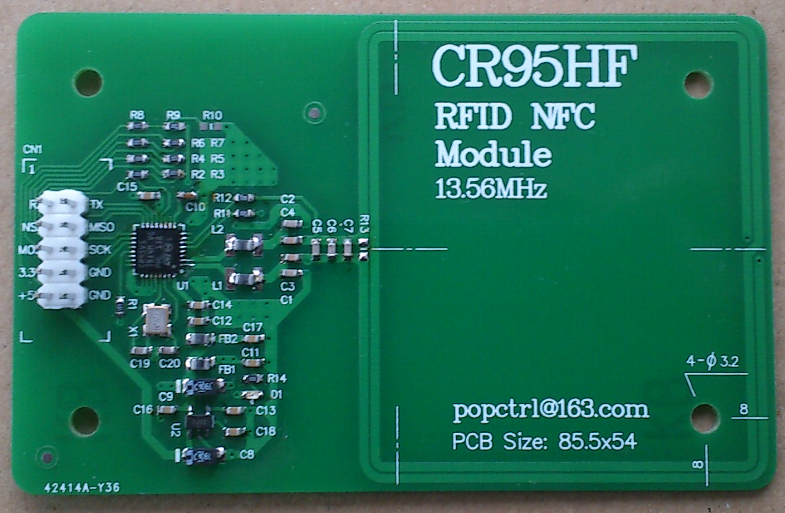 CR95HF
RFID NFC
Module
13.56MHz
R8 R9 R10
R6 R7
R4 R5
R2 R3
CN1
1
C15
C10
R12
R11
C2
C4
TX
NS MISO
MO SCK
3.3 GND
+5 GND
L2
C5 C6 C7 R13
U1
L1
C3
C1
R1
X1
C14
C12
FB2
C17
C11
C19 C20
FB1
R14
D1
C9
C16
C13
U2
C18
C8
4-ϕ3.2
8
8
popctrl@163.com
PCB Size: 85.5x54
42414A-Y36